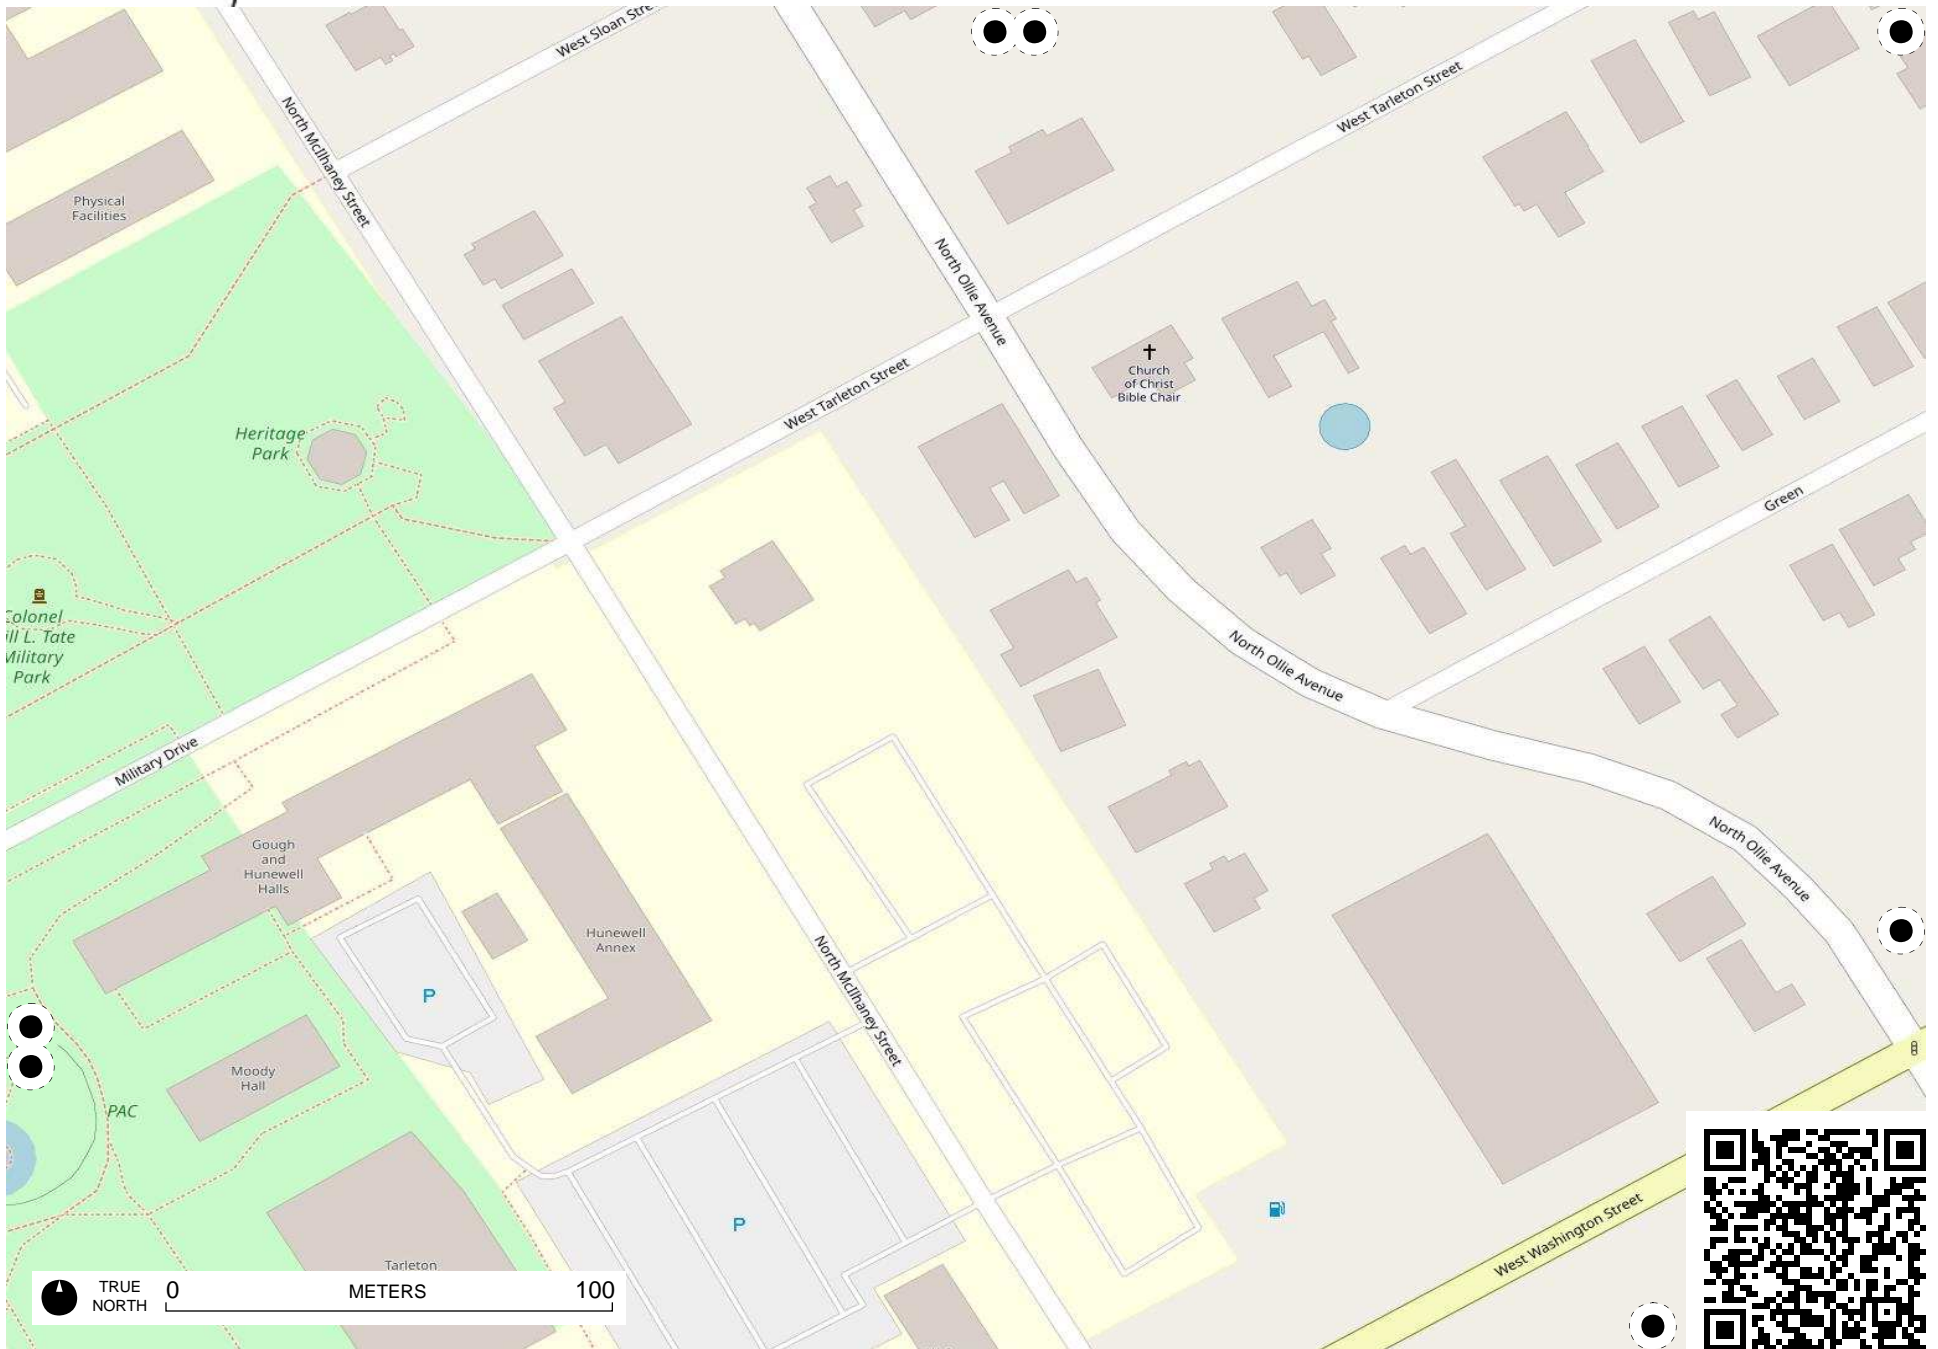 West Sloan Stre
North McIlhaney Street
West Tarleton Street
Physical
Facilities
North Ollie Avenue
Church
of Christ
Bible Chair
West Tarleton Street
Heritage
Park
Green
Colonel
ill L. Tate
Military
Park
North Ollie Avenue
Military Drive
North Ollie Avenue
Gough
and
Hunewell
Halls
Hunewell
Annex
North McIlhaney Street
P
Moody
Hall
PAC
P
West Washington Street
Tarleton
TRUE
NORTH
0 METERS 100